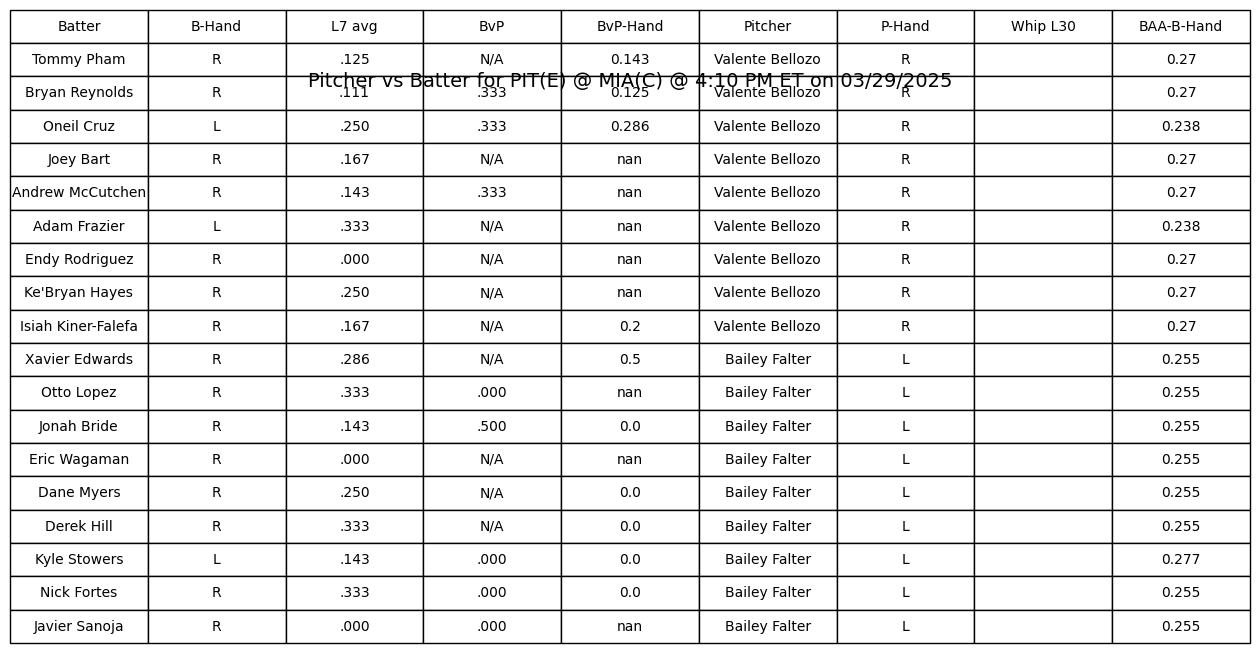 Batter B-Hand L7 avg BvP BvP-Hand Pitcher P-Hand Whip L30 BAA-B-Hand
Tommy Pham R .125 N/A 0.143 Valente Bellozo R 0.27
Pitcher vs Batter for PIT(E) @ MIA(C) @ 4:10 PM ET on 03/29/2025
Bryan Reynolds R .111 .333 0.125 Valente Bellozo R 0.27
Oneil Cruz L .250 .333 0.286 Valente Bellozo R 0.238
Joey Bart R .167 N/A nan Valente Bellozo R 0.27
Andrew McCutchen R .143 .333 nan Valente Bellozo R 0.27
Adam Frazier L .333 N/A nan Valente Bellozo R 0.238
Endy Rodriguez R .000 N/A nan Valente Bellozo R 0.27
Ke'Bryan Hayes R .250 N/A nan Valente Bellozo R 0.27
Isiah Kiner-Falefa R .167 N/A 0.2 Valente Bellozo R 0.27
Xavier Edwards R .286 N/A 0.5 Bailey Falter L 0.255
Otto Lopez R .333 .000 nan Bailey Falter L 0.255
Jonah Bride R .143 .500 0.0 Bailey Falter L 0.255
Eric Wagaman R .000 N/A nan Bailey Falter L 0.255
Dane Myers R .250 N/A 0.0 Bailey Falter L 0.255
Derek Hill R .333 N/A 0.0 Bailey Falter L 0.255
Kyle Stowers L .143 .000 0.0 Bailey Falter L 0.277
Nick Fortes R .333 .000 0.0 Bailey Falter L 0.255
Javier Sanoja R .000 .000 nan Bailey Falter L 0.255